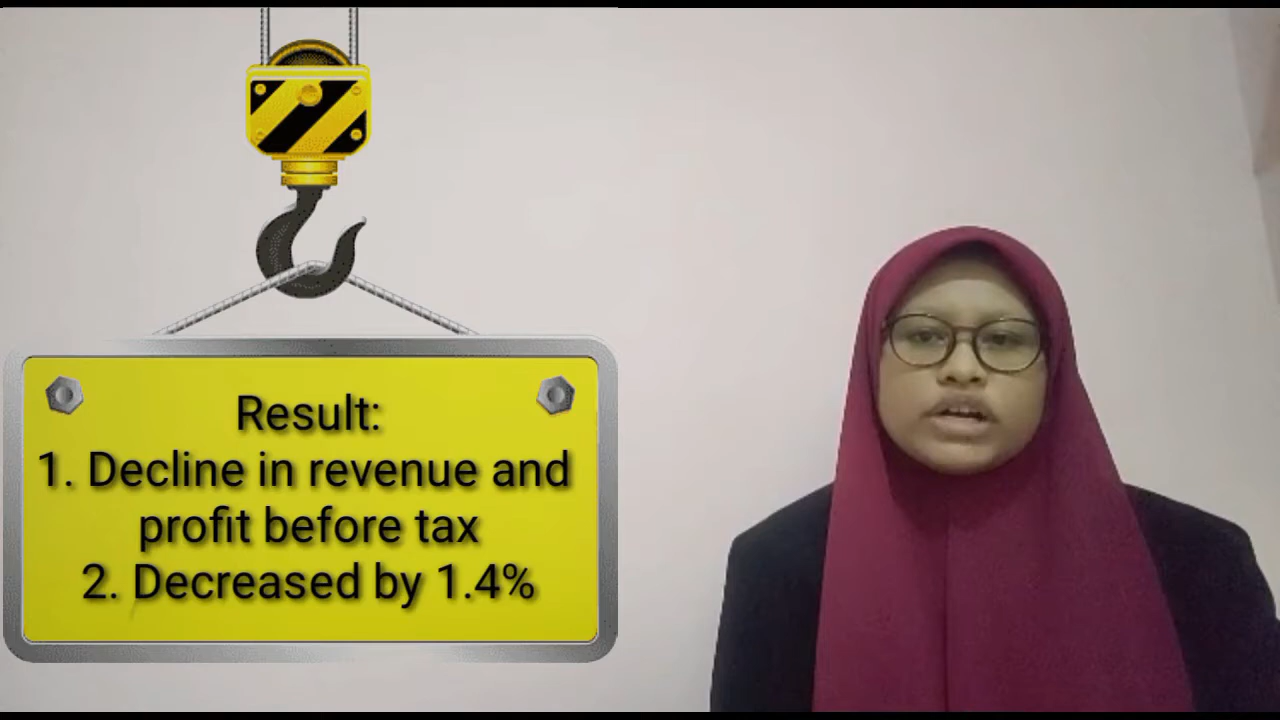 Result:
1. Decline in revenue and
profit before tax
2. Decreased by 1.4%